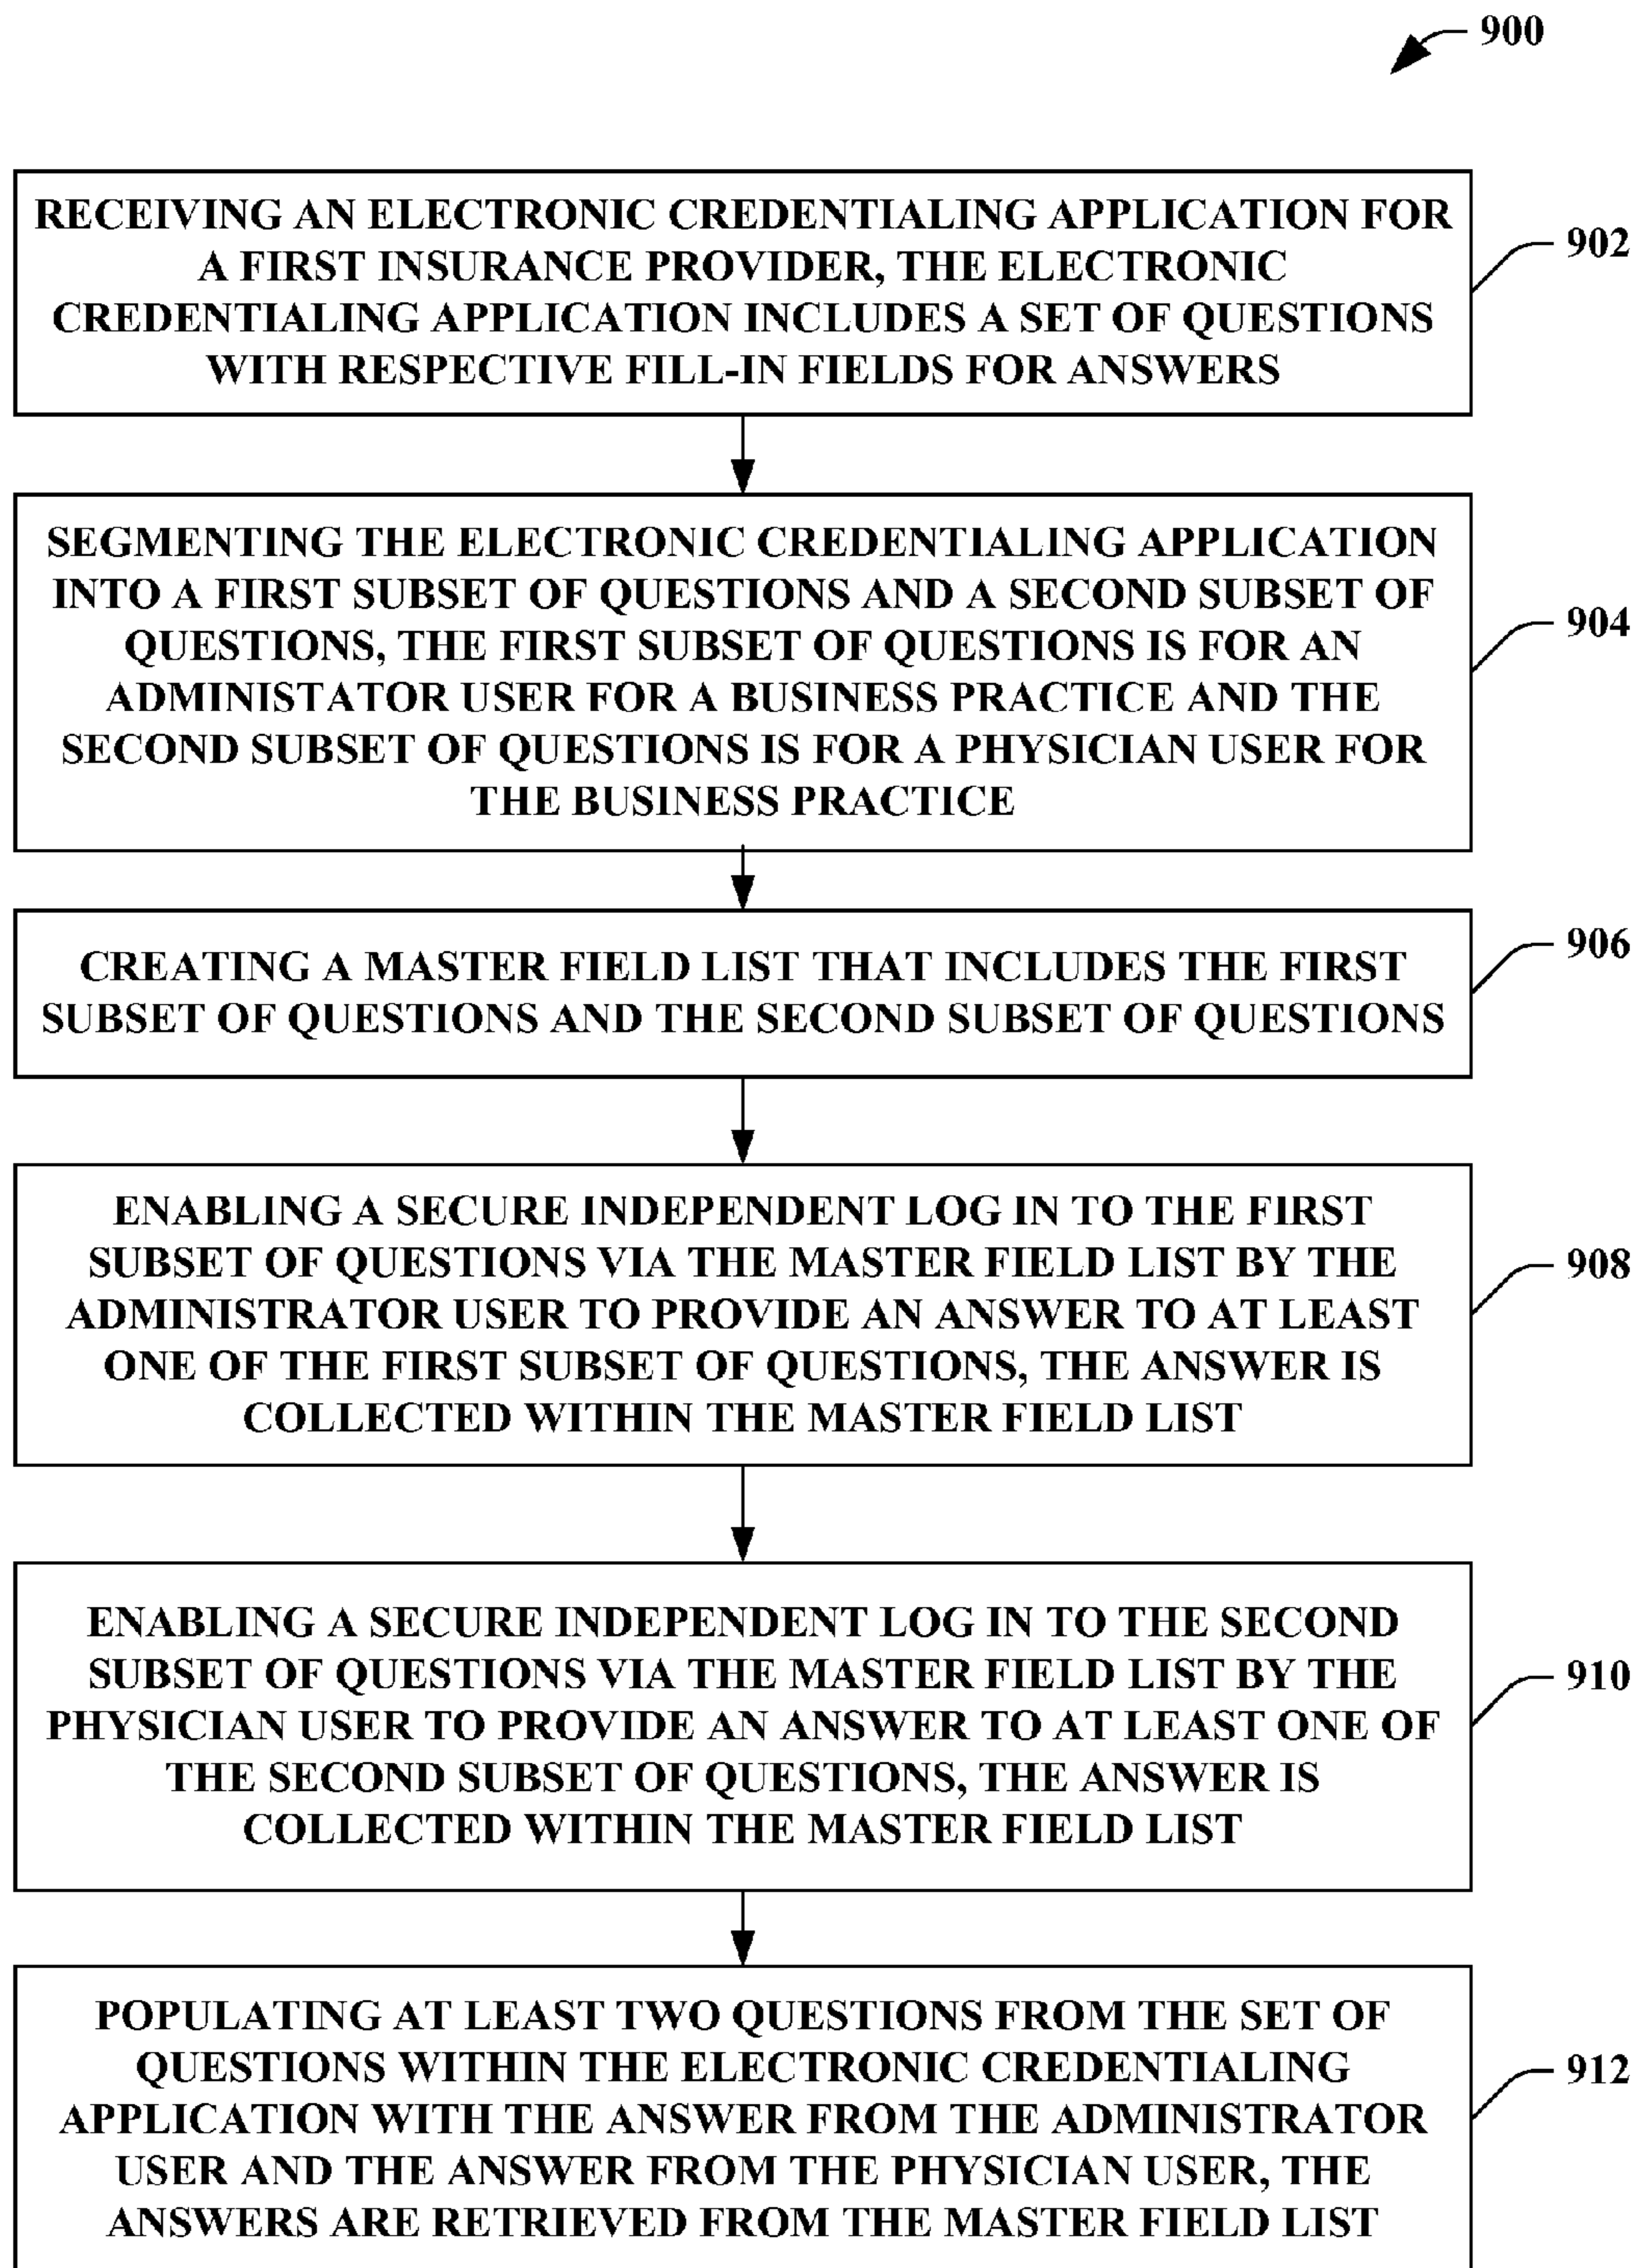 900
RECEIVING AN ELECTRONIC CREDENTIALING APPLICATION FOR
A FIRST INSURANCE PROVIDER, THE ELECTRONIC
CREDENTIALING APPLICATION INCLUDES A SET OF QUESTIONS
WITH RESPECTIVE FILL-IN FIELDS FOR ANSWERS
902
SEGMENTING THE ELECTRONIC CREDENTIALING APPLICATION
INTO A FIRST SUBSET OF QUESTIONS AND A SECOND SUBSET OF
QUESTIONS, THE FIRST SUBSET OF QUESTIONS IS FOR AN
ADMINISTATOR USER FOR A BUSINESS PRACTICE AND THE
SECOND SUBSET OF QUESTIONS IS FOR A PHYSICIAN USER FOR
THE BUSINESS PRACTICE
904
CREATING A MASTER FIELD LIST THAT INCLUDES THE FIRST
SUBSET OF QUESTIONS AND THE SECOND SUBSET OF QUESTIONS
906
ENABLING A SECURE INDEPENDENT LOG IN TO THE FIRST
SUBSET OF QUESTIONS VIA THE MASTER FIELD LIST BY THE
ADMINISTRATOR USER TO PROVIDE AN ANSWER TO AT LEAST
ONE OF THE FIRST SUBSET OF QUESTIONS, THE ANSWER IS
COLLECTED WITHIN THE MASTER FIELD LIST
908
ENABLING A SECURE INDEPENDENT LOG IN TO THE SECOND
SUBSET OF QUESTIONS VIA THE MASTER FIELD LIST BY THE
PHYSICIAN USER TO PROVIDE AN ANSWER TO AT LEAST ONE OF
THE SECOND SUBSET OF QUESTIONS, THE ANSWER IS
COLLECTED WITHIN THE MASTER FIELD LIST
910
POPULATING AT LEAST TWO QUESTIONS FROM THE SET OF
QUESTIONS WITHIN THE ELECTRONIC CREDENTIALING
APPLICATION WITH THE ANSWER FROM THE ADMINISTRATOR
USER AND THE ANSWER FROM THE PHYSICIAN USER, THE
ANSWERS ARE RETRIEVED FROM THE MASTER FIELD LIST
912